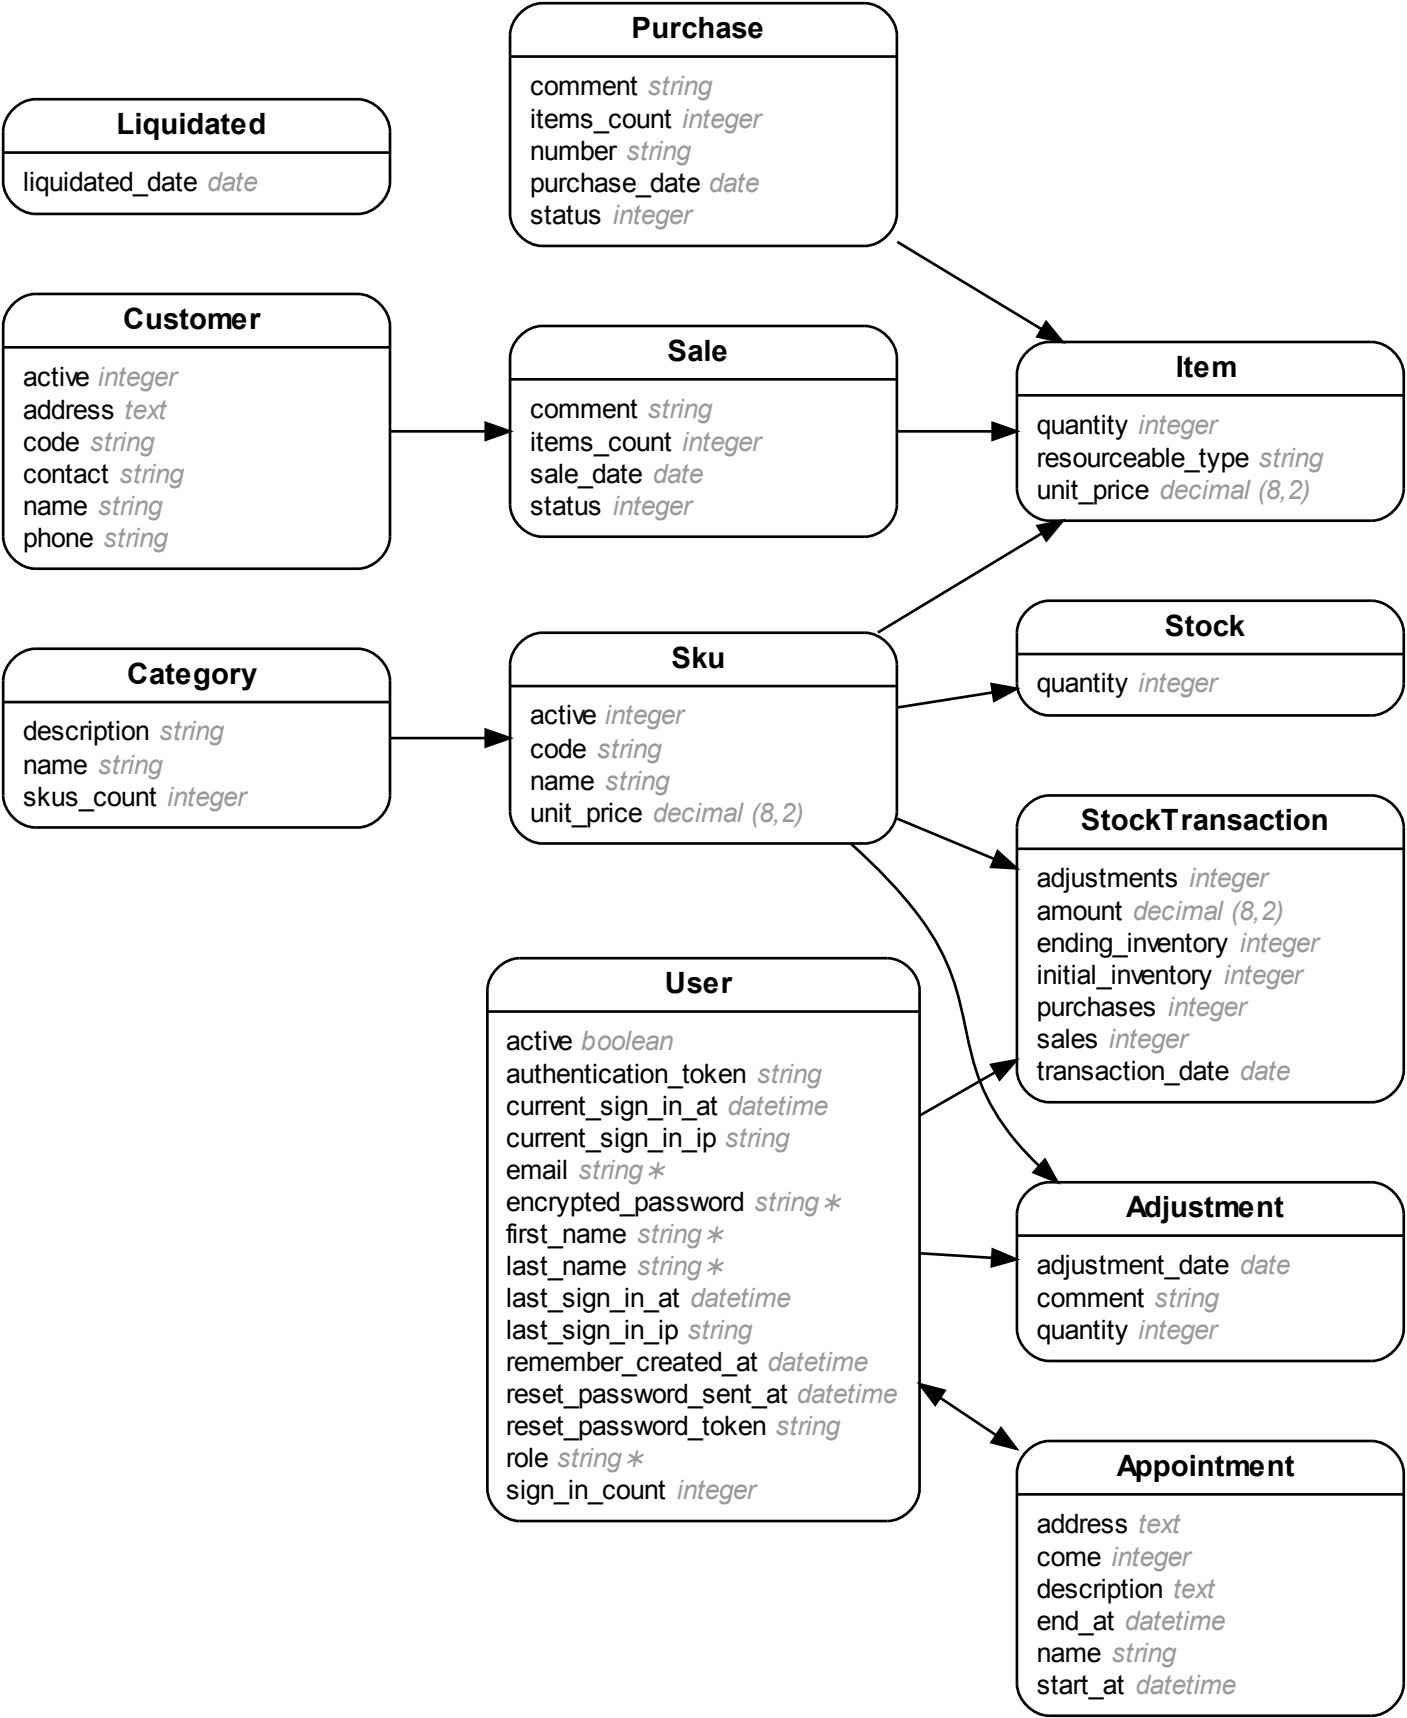 Purchase
comment string
items_count integer
number string
purchase_date date
status integer
Liquidated
liquidated_date date
Customer
active integer
address text
code string
contact string
name string
phone string
Sale
comment string
items_count integer
sale_date date
status integer
Item
quantity integer
resourceable_type string
unit_price decimal (8,2)
Category
description string
name string
skus_count integer
Sku
active integer
code string
name string
unit_price decimal (8,2)
Stock
quantity integer
StockTransaction
adjustments integer
amount decimal (8,2)
ending_inventory integer
initial_inventory integer
purchases integer
sales integer
transaction_date date
User
active boolean
authentication_token string
current_sign_in_at datetime
current_sign_in_ip string
email string∗
encrypted_password string∗
first_name string∗
last_name string∗
last_sign_in_at datetime
last_sign_in_ip string
remember_created_at datetime
reset_password_sent_at datetime
reset_password_token string
role string∗
sign_in_count integer
Adjustment
adjustment_date date
comment string
quantity integer
Appointment
address text
come integer
description text
end_at datetime
name string
start_at datetime